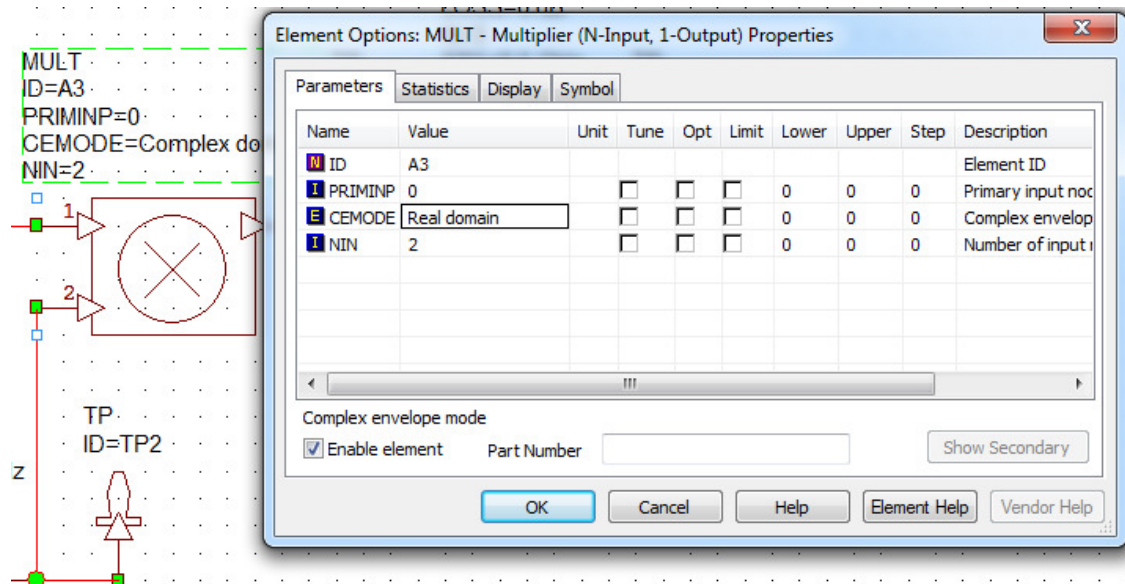 Element Options: MULT - Multiplier (N-Input, 1-Output) Properties
MULT
ID=A3
PRIMINP=0
CEMODE=Complex do
NIN=2
1
2
TP
ID=TP2
z
Parameters Statistics Display Symbol
Name Value Unit Tune Opt Limit Lower Upper Step Description
N ID A3 Element ID
I PRIMINP 0 0 0 0 Primary input noc
E CEMODE Real domain 0 0 0 Complex envelop
I NIN 2 0 0 0 Number of input r
Complex envelope mode
Enable element Part Number Show Secondary
OK Cancel Help Element Help Vendor Help